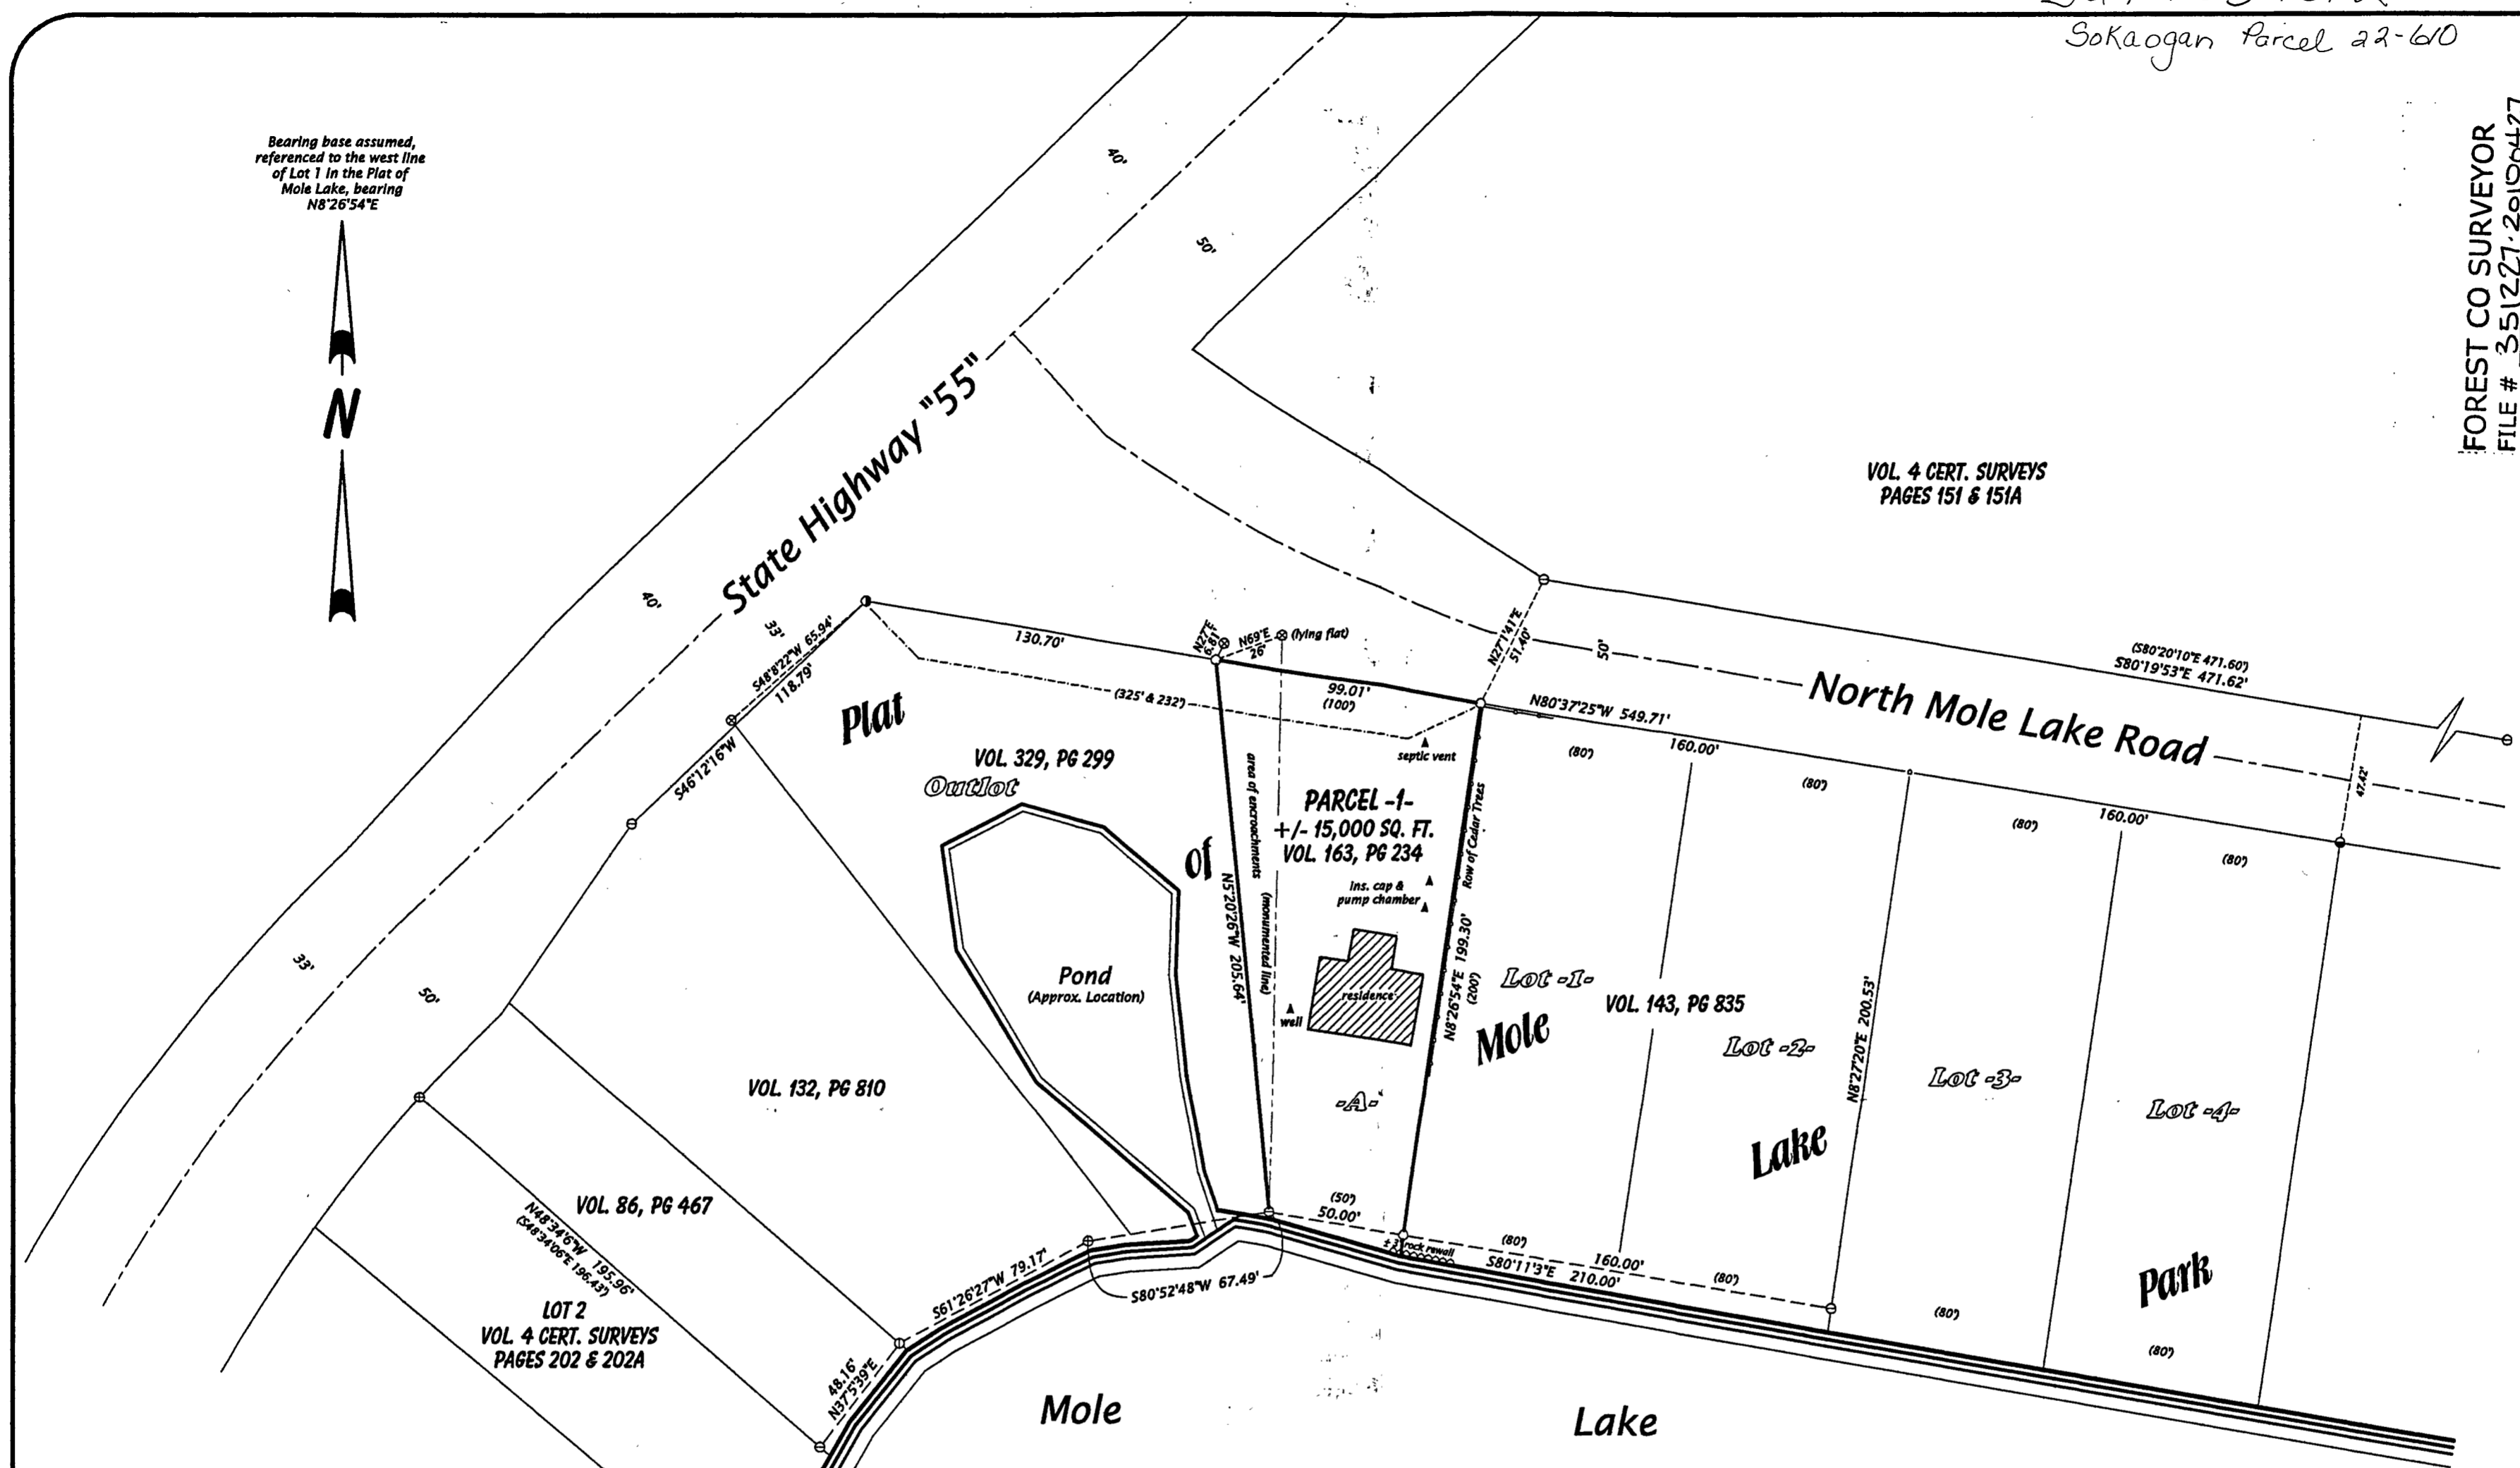 Sokaogan Parcel 22-610
FOREST CO SURVEYOR
FILE #
Bearing base assumed,
referenced to the west line
of Lot 1 in the Plat of
Mole Lake, bearing
N8°26'54"E
40'
50'
State Highway "55"
40'
33'
33'
50'
VOL. 4 CERT. SURVEYS
PAGES 151 & 151A
S48°8'22"W 65.94'
118.79'
S46°12'16"W
130.70'
N27°E
6.81'
N69°E
26'
(lying flat)
N27°1'41"E
51.40'
50'
(S80°20'10"E 471.60')
S80°19'53"E 471.62'
North Mole Lake Road
(325' & 232')
99.01'
(100')
N80°37'25"W 549.71'
160.00'
(80')
(80')
160.00'
(80')
(80')
47.42'
septic vent
Plat
of
Mole
Lake
Park
VOL. 329, PG 299
Outlot
area of encroachments
(monumented line)
N5°20'26"W 205.64'
PARCEL -1-
+/- 15,000 SQ. FT.
VOL. 163, PG 234
Ins. cap &
pump chamber
Row of Cedar Trees
N8°26'54"E 199.30'
(200')
residence
well
-A-
Pond
(Approx. Location)
Lot -1-
VOL. 143, PG 835
Lot -2-
N8°27'20"E 200.53'
Lot -3-
Lot -4-
VOL. 132, PG 810
VOL. 86, PG 467
N48°34'6"W 195.96'
(S48°34'06"E 196.43')
LOT 2
VOL. 4 CERT. SURVEYS
PAGES 202 & 202A
(50')
50.00'
± 3' rock rewall
(80')
160.00'
(80')
S80°11'3"E 210.00'
(80')
(80')
S61°26'27"W 79.17'
S80°52'48"W 67.49'
48.16'
N37°5'39"E
Mole Lake